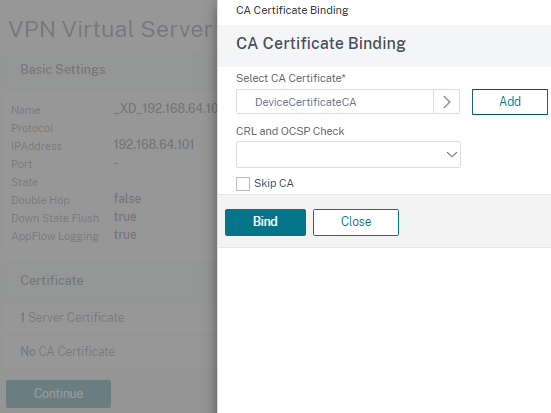 VPN Virtual Server
Basic Settings
Name _XD_192.168.64.10
Protocol
IPAddress 192.168.64.101
Port -
State
Double Hop false
Down State Flush true
AppFlow Logging true
Certificate
1 Server Certificate
No CA Certificate
Continue
CA Certificate Binding
CA Certificate Binding
Select CA Certificate*
DeviceCertificateCA
Add
CRL and OCSP Check
Skip CA
Bind Close